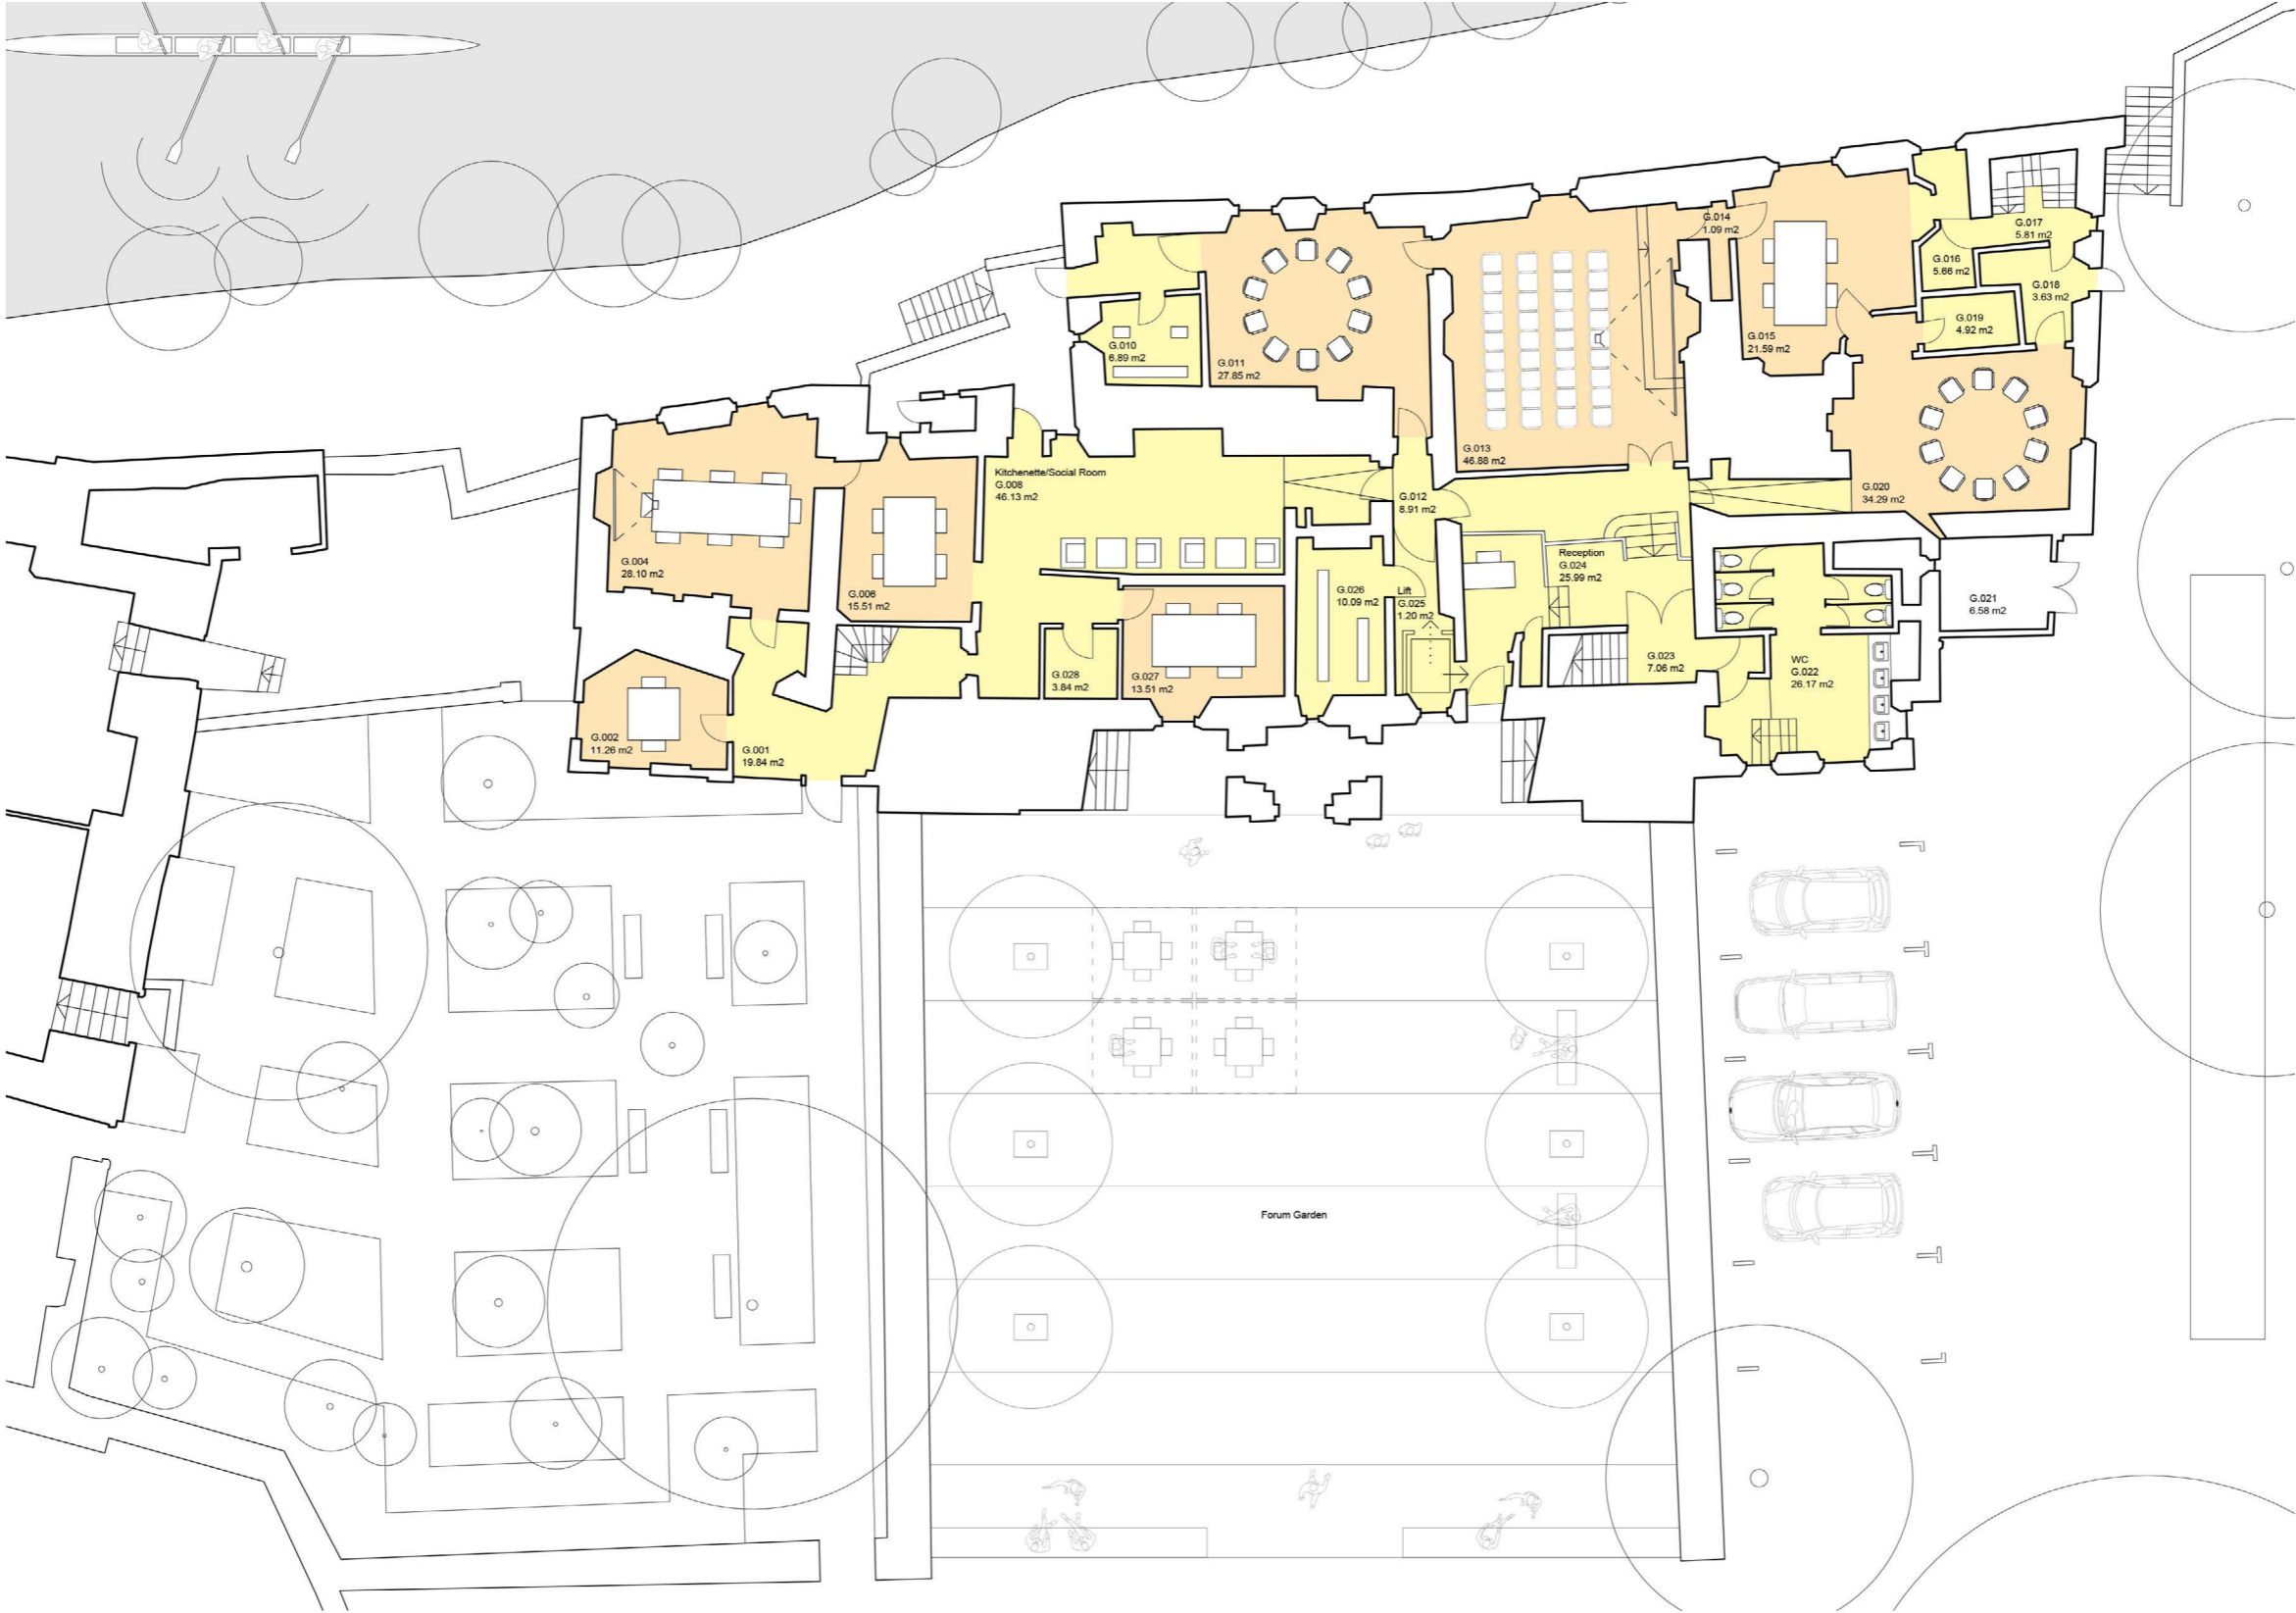 G.014
1.09 m2
G.017
5.81 m2
G.016
5.66 m2
G.018
3.63 m2
G.019
4.92 m2
G.010
6.89 m2
G.011
27.85 m2
G.015
21.59 m2
G.013
46.88 m2
Kitchenette/Social Room
G.008
46.13 m2
G.012
8.91 m2
G.020
34.29 m2
G.004
28.10 m2
G.006
15.51 m2
Reception
G.024
25.99 m2
G.026
10.09 m2
Lift
G.025
1.20 m2
G.021
6.58 m2
G.028
3.84 m2
G.027
13.51 m2
G.023
7.06 m2
WC
G.022
26.17 m2
G.002
11.26 m2
G.001
19.84 m2
Forum Garden